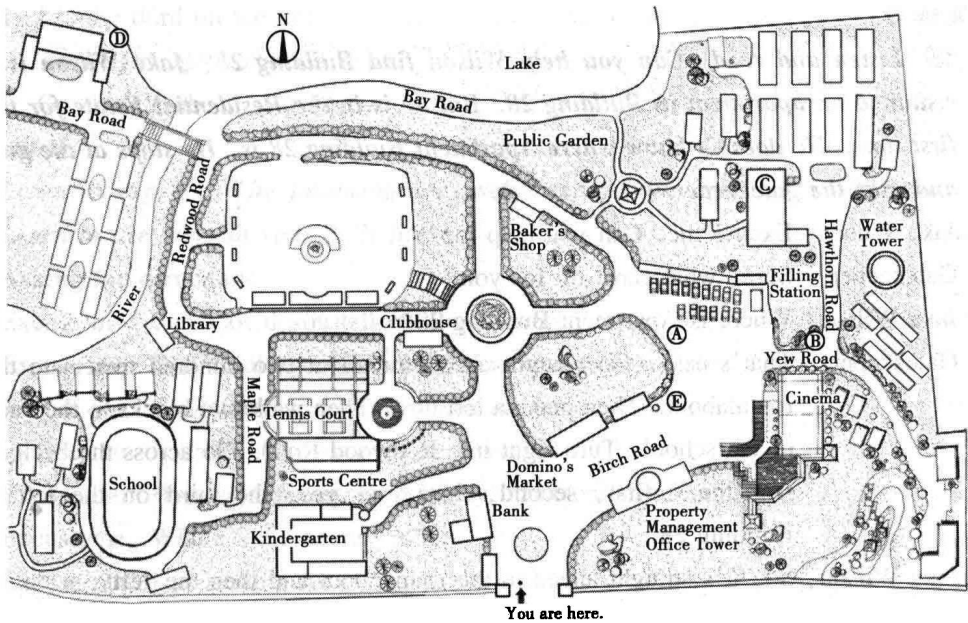 N
D
Lake
Bay Road
Bay Road
Public Garden
Redwood Road
C
Baker's
Shop
Hawthorn Road
Water
Tower
Filling
Station
River
Library
Clubhouse
A
B
Yew Road
Maple Road
Tennis Court
E
Cinema
School
Sports Centre
Domino's
Market
Birch Road
Bank
Kindergarten
Property
Management
Office Tower
You are here.